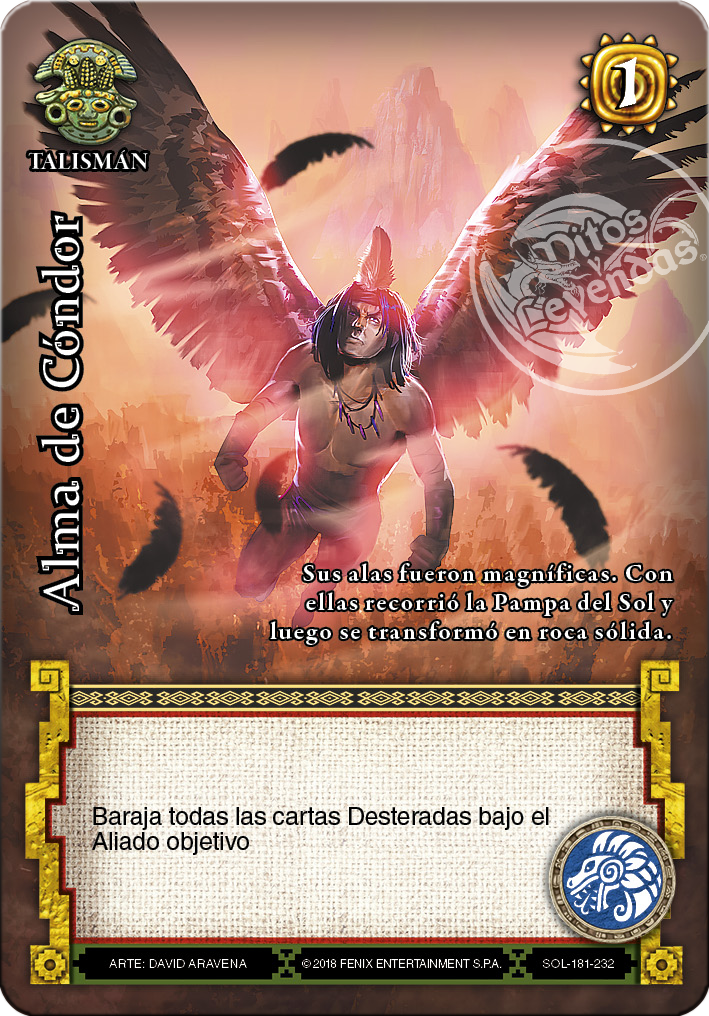 1
TALISMÁN
Mitos
y
Leyendas
Alma de Cóndor
Sus alas fueron magníficas. Con
ellas recorrió la Pampa del Sol y
luego se transformó en roca sólida.
Baraja todas las cartas Desteradas bajo el
Aliado objetivo
ARTE: DAVID ARAVENA
© 2018 FENIX ENTERTAINMENT S.P.A.
SOL-181-232